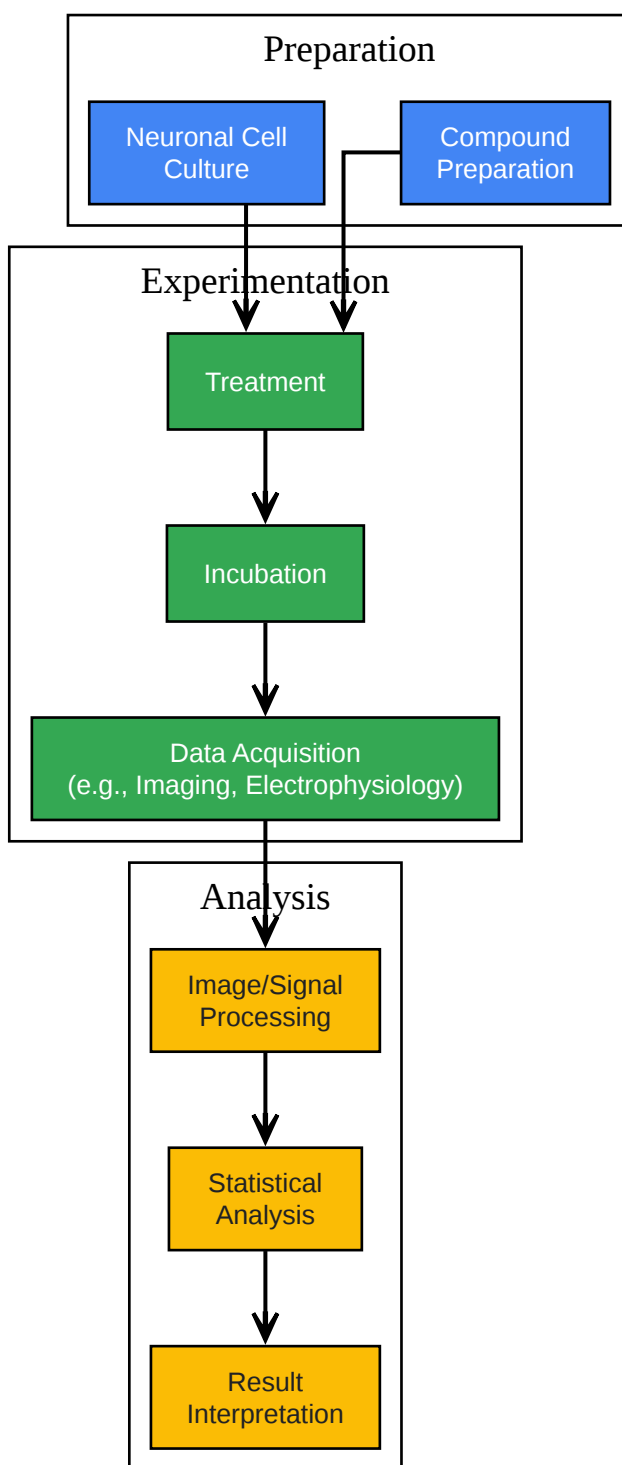 Preparation
Neuronal Cell
Culture
Compound
Preparation
Experimentation
Treatment
Incubation
Data Acquisition
(e.g., Imaging, Electrophysiology)
Analysis
Image/Signal
Processing
Statistical
Analysis
Result
Interpretation